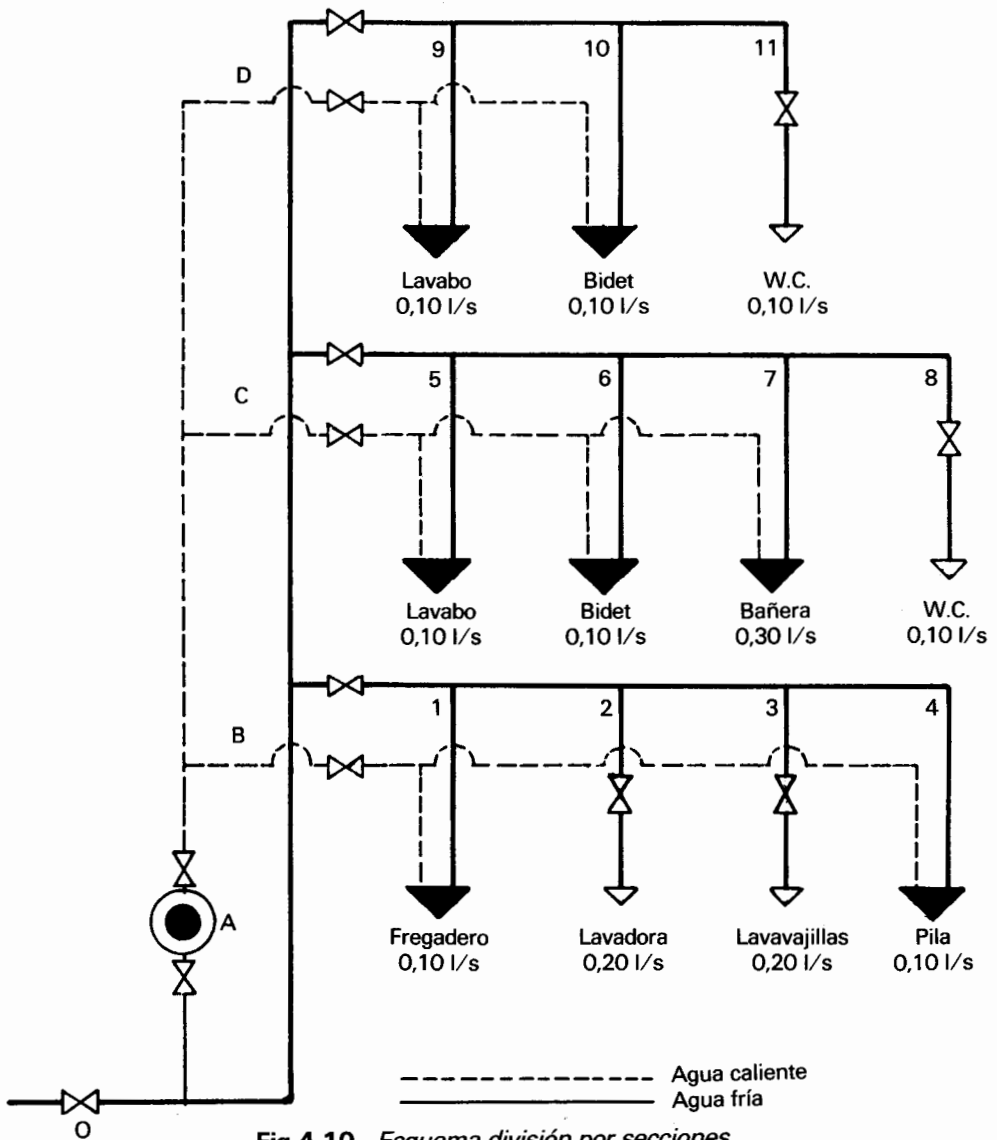 9
10
11
D
Lavabo
0,10 l/s
Bidet
0,10 l/s
W.C.
0,10 l/s
5
6
7
8
C
Lavabo
0,10 l/s
Bidet
0,10 l/s
Bañera
0,30 l/s
W.C.
0,10 l/s
1
2
3
4
B
A
Fregadero
0,10 l/s
Lavadora
0,20 l/s
Lavavajillas
0,20 l/s
Pila
0,10 l/s
Agua caliente
Agua fría
O
Fig 4-10 Esquema división por secciones